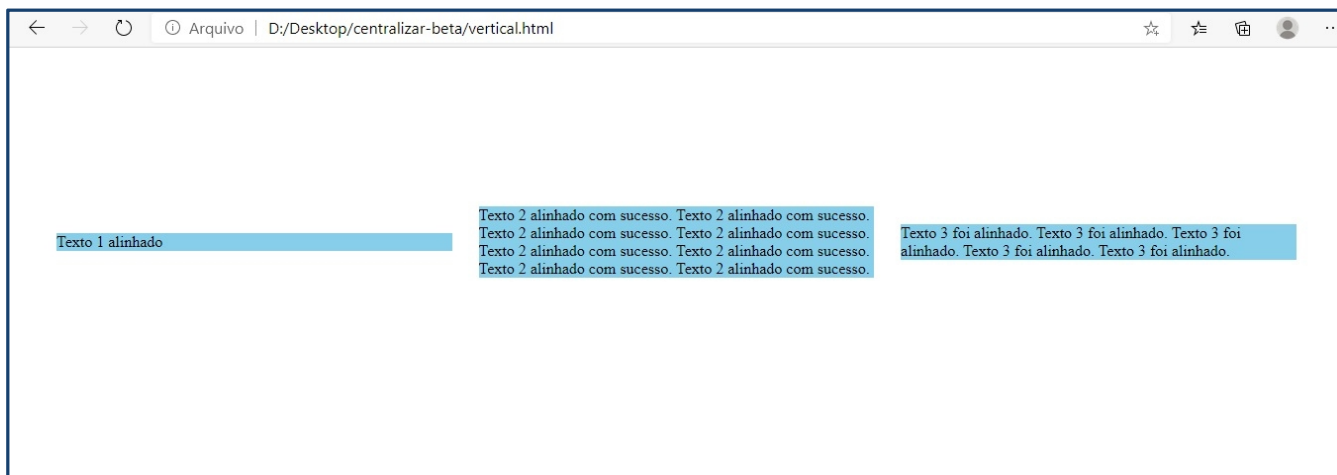 Arquivo | D:/Desktop/centralizar-beta/vertical.html
Texto 1 alinhado
Texto 2 alinhado com sucesso. Texto 2 alinhado com sucesso.
Texto 2 alinhado com sucesso. Texto 2 alinhado com sucesso.
Texto 2 alinhado com sucesso. Texto 2 alinhado com sucesso.
Texto 2 alinhado com sucesso. Texto 2 alinhado com sucesso.
Texto 3 foi alinhado. Texto 3 foi alinhado. Texto 3 foi
alinhado. Texto 3 foi alinhado. Texto 3 foi alinhado.